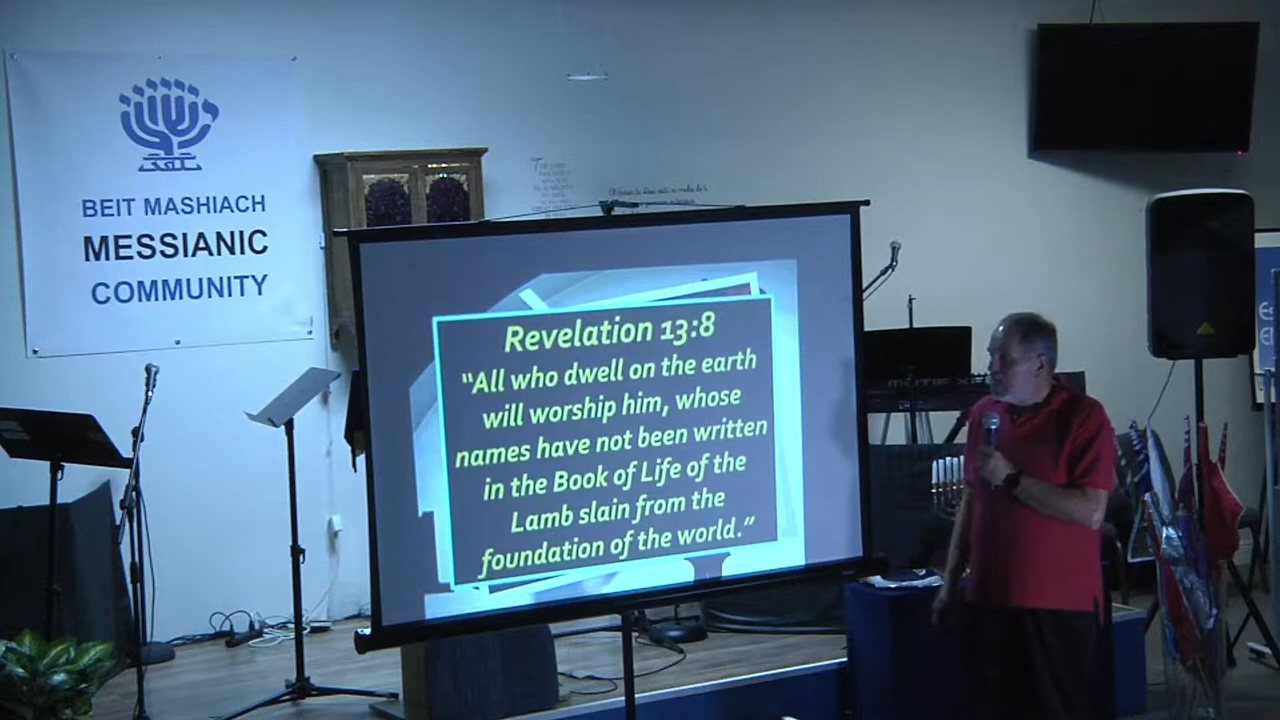 BEIT MASHIACH
MESSIANIC
COMMUNITY
Revelation 13:8
“All who dwell on the earth
will worship him, whose
names have not been written
in the Book of Life of the
Lamb slain from the
foundation of the world.”